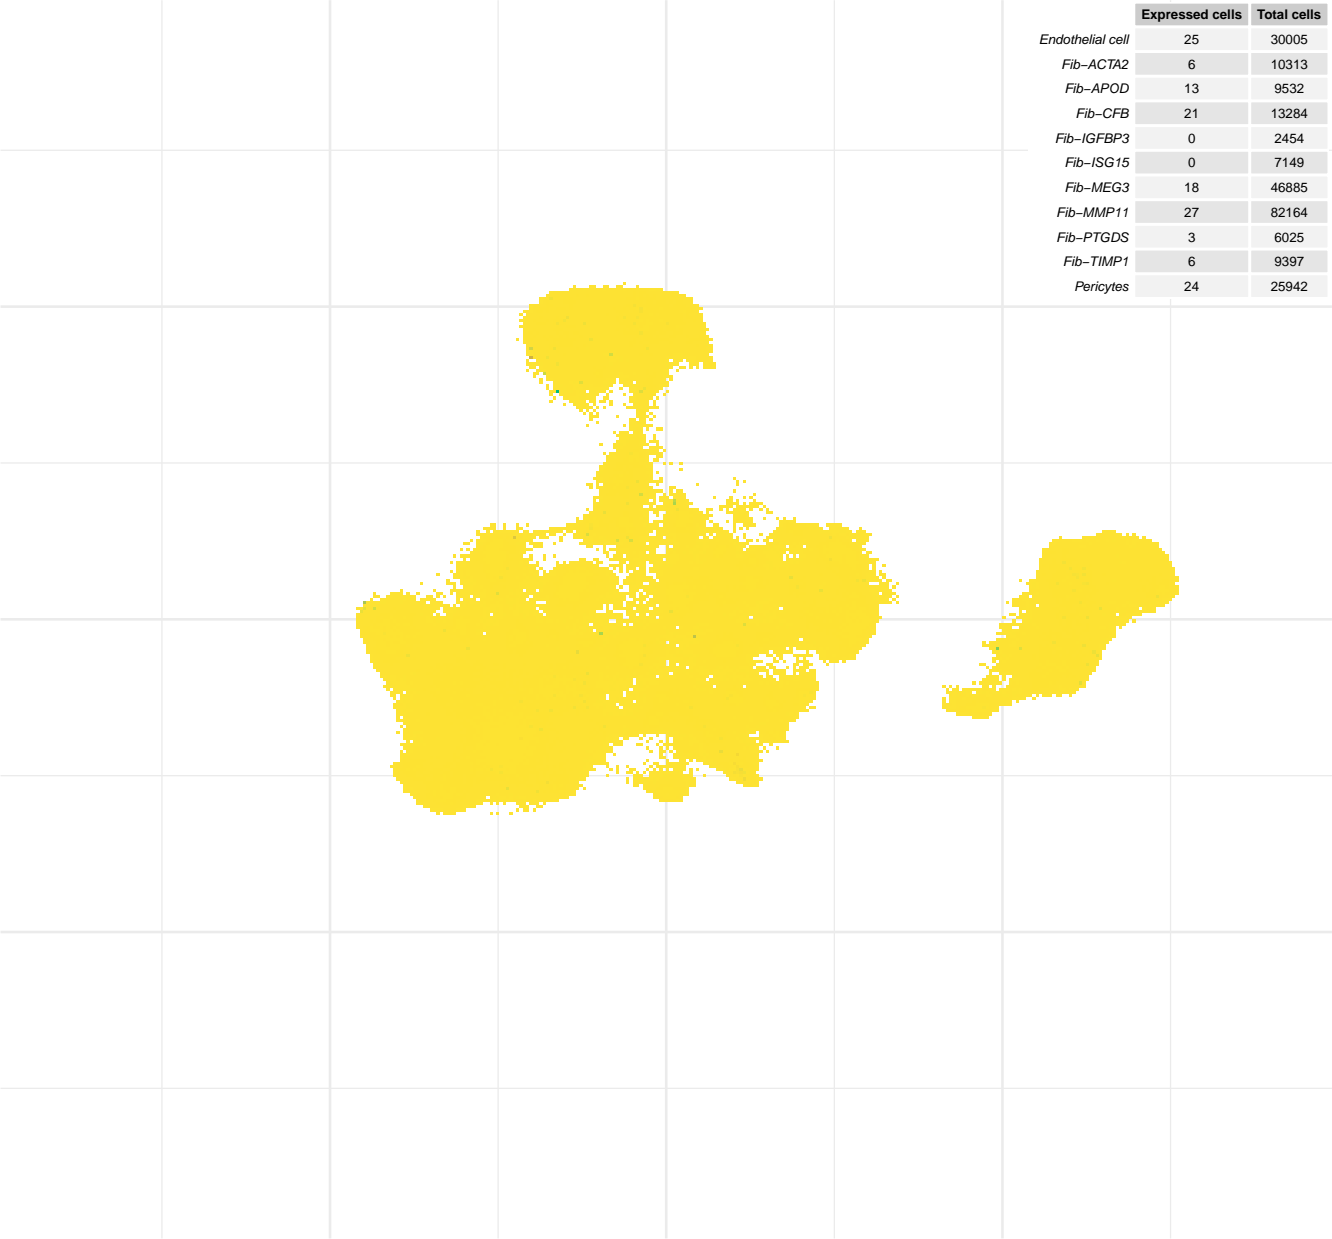 Expressed cells Total cells
Endothelial cell 25 30005
Fib−ACTA2 6 10313
Fib−APOD 13 9532
Fib−CFB 21 13284
Fib−IGFBP3 0 2454
Fib−ISG15 0 7149
Fib−MEG3 18 46885
Fib−MMP11 27 82164
Fib−PTGDS 3 6025
Fib−TIMP1 6 9397
Pericytes 24 25942